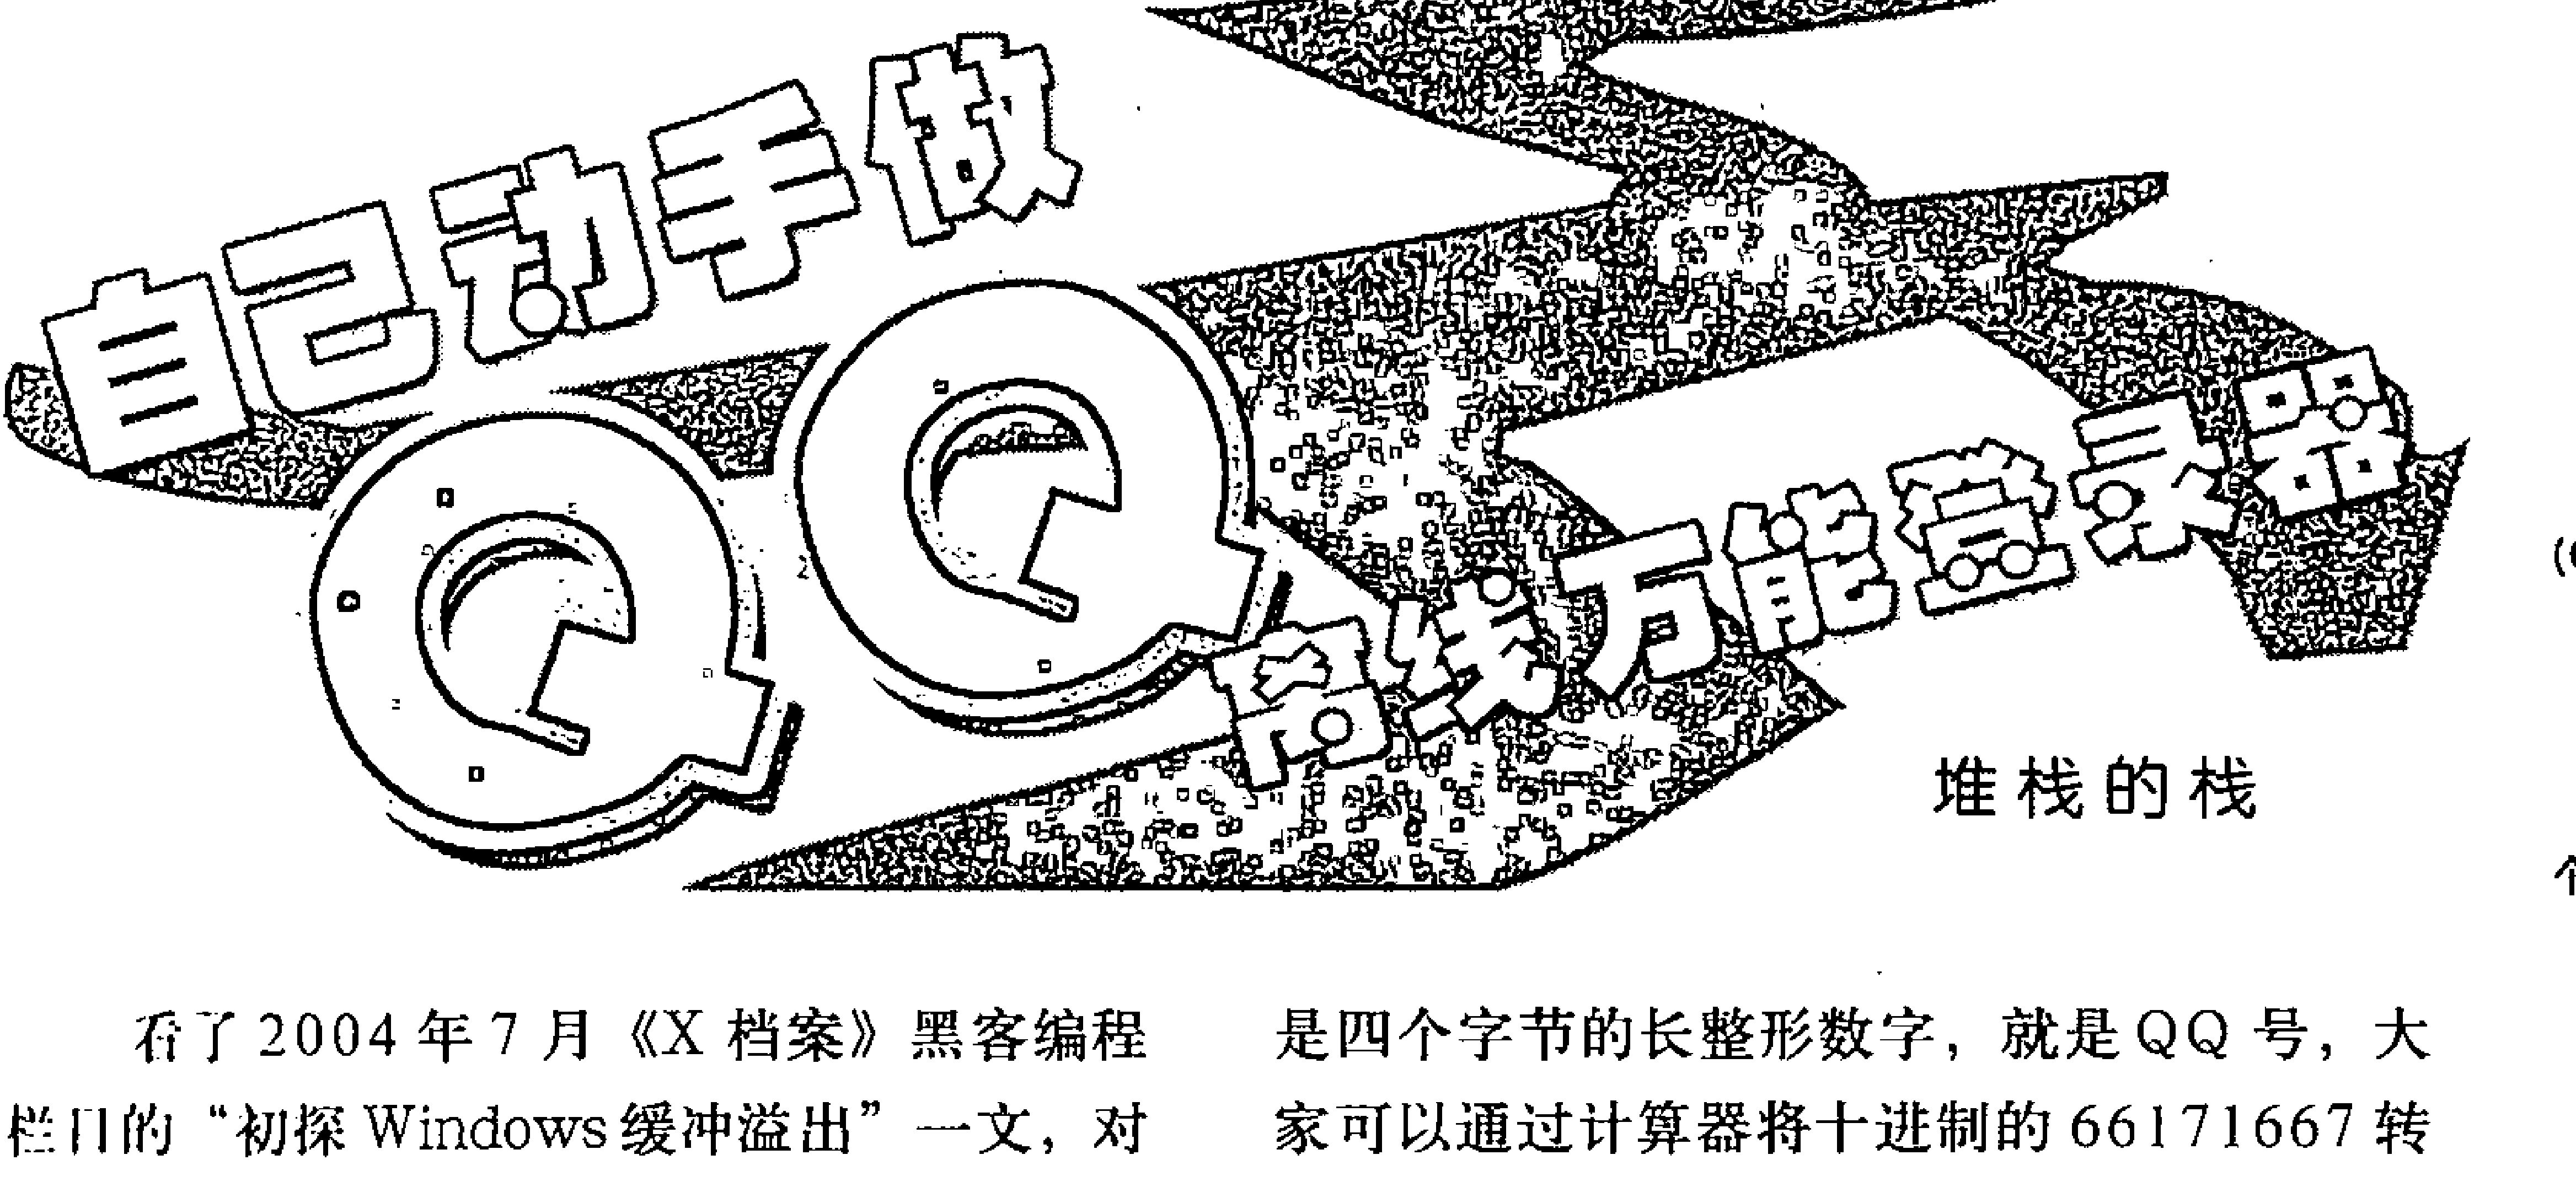 自己动手做
QQ
离线万能登录器
堆栈的栈
看了2004年7月《X档案》黑客编程
栏目的“初探Windows缓冲溢出”一文，对
是四个字节的长整形数字，就是QQ号，大
家可以通过计算器将十进制的66171667转